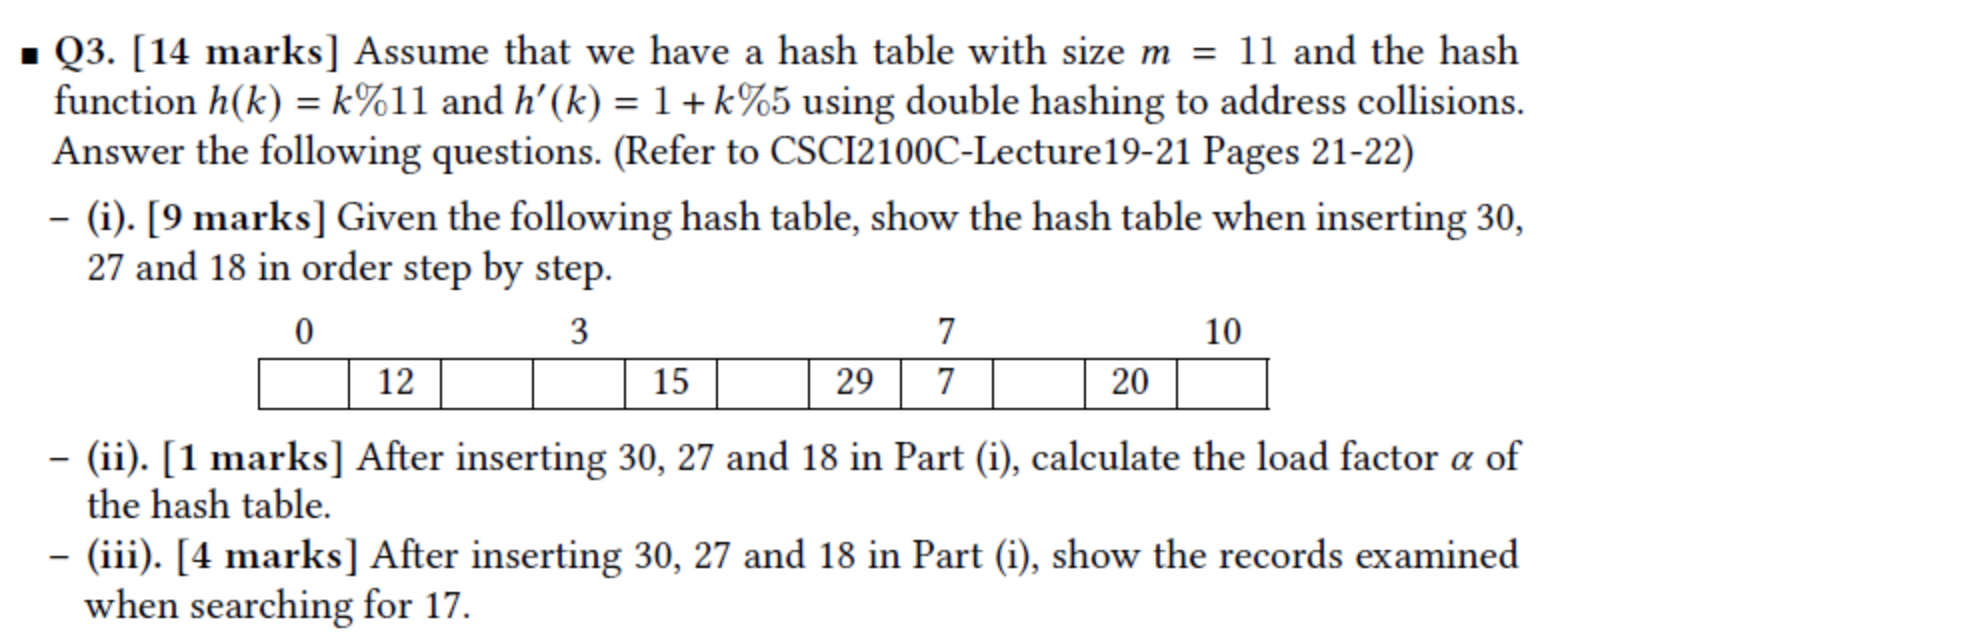 ▪ Q3. [14 marks] Assume that we have a hash table with size m = 11 and the hash
function h(k) = k%11 and h′(k) = 1 + k%5 using double hashing to address collisions.
Answer the following questions. (Refer to CSCI2100C-Lecture19-21 Pages 21-22)
– (i). [9 marks] Given the following hash table, show the hash table when inserting 30,
27 and 18 in order step by step.
0 3 7 10
12 15 29 7 20
– (ii). [1 marks] After inserting 30, 27 and 18 in Part (i), calculate the load factor α of
the hash table.
– (iii). [4 marks] After inserting 30, 27 and 18 in Part (i), show the records examined
when searching for 17.